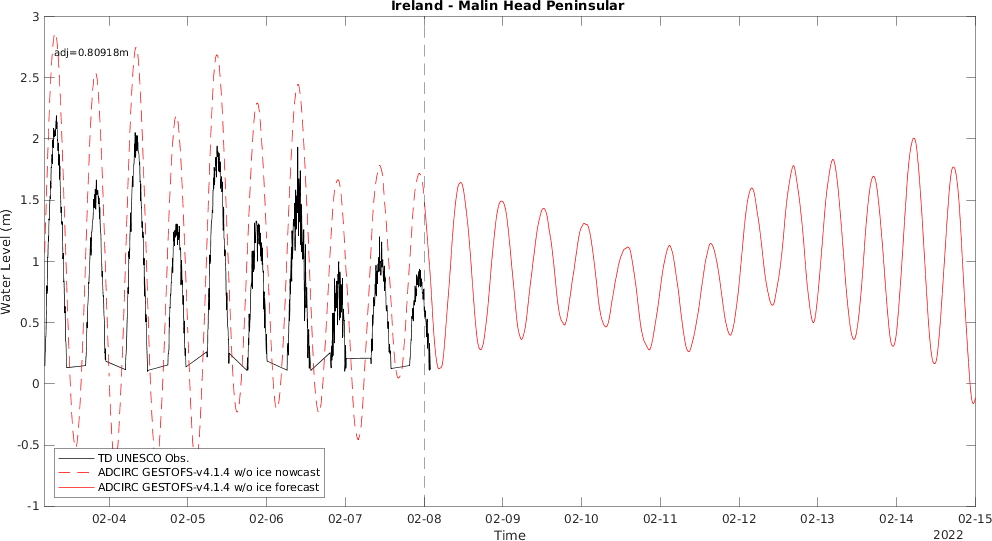 Ireland - Malin Head Peninsular
adj=0.80918m
3
2.5
2
1.5
1
0.5
0
-0.5
-1
Water Level (m)
TD UNESCO Obs.
ADCIRC GESTOFS-v4.1.4 w/o ice nowcast
ADCIRC GESTOFS-v4.1.4 w/o ice forecast
02-04 02-05 02-06 02-07 02-08 02-09 02-10 02-11 02-12 02-13 02-14 02-15
Time
2022